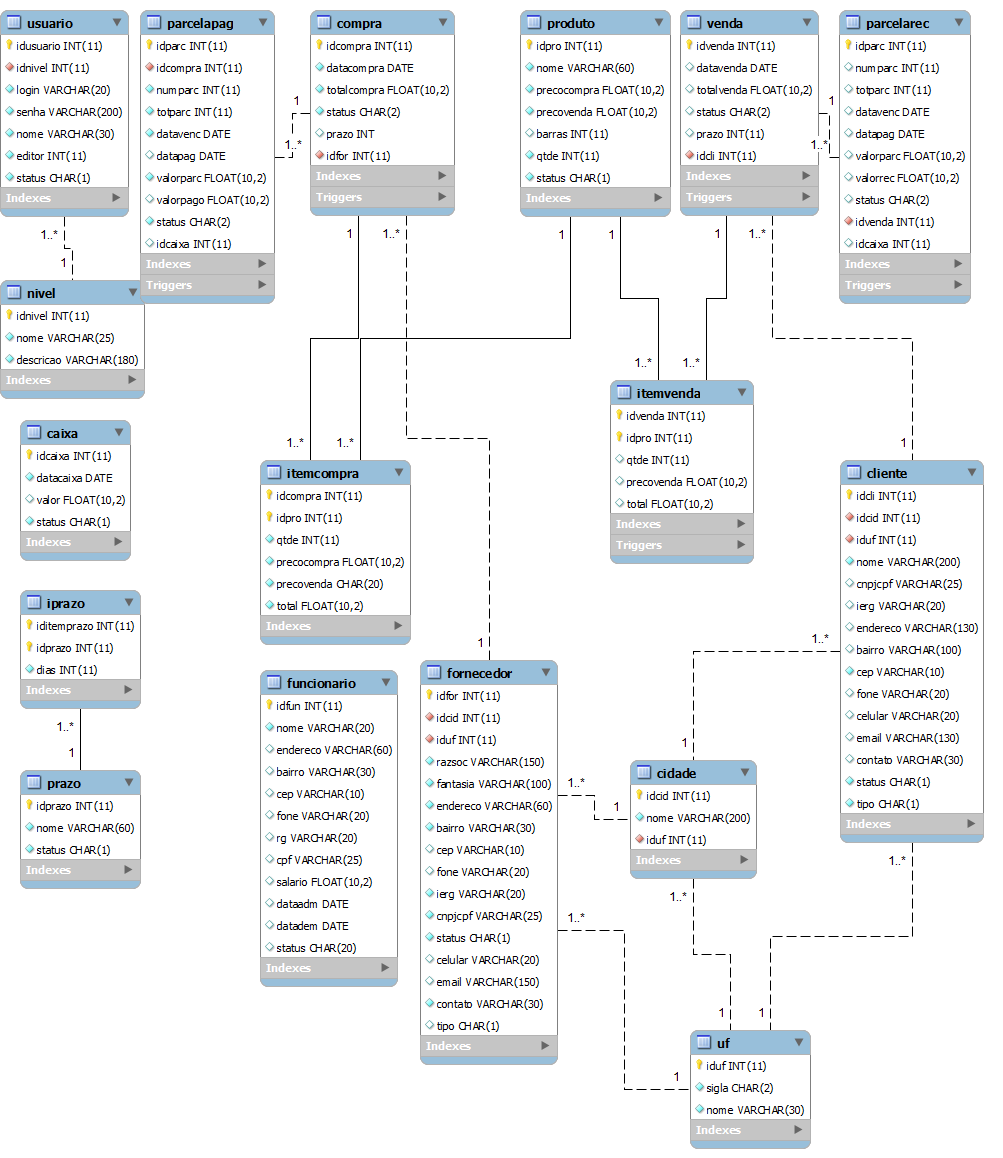 usuario
idusuario INT(11)
idnivel INT(11)
login VARCHAR(20)
senha VARCHAR(200)
nome VARCHAR(30)
editor INT(11)
status CHAR(1)
Indexes
parcelapag
idparc INT(11)
idcompra INT(11)
numparc INT(11)
totparc INT(11)
datavenc DATE
datapag DATE
valorparc FLOAT(10,2)
valorpago FLOAT(10,2)
status CHAR(2)
idcaixa INT(11)
Indexes
Triggers
1
1..*
compra
idcompra INT(11)
datacompra DATE
totalcompra FLOAT(10,2)
status CHAR(2)
prazo INT
idfor INT(11)
Indexes
Triggers
produto
idpro INT(11)
nome VARCHAR(60)
precocompra FLOAT(10,2)
precovenda FLOAT(10,2)
barras INT(11)
qtde INT(11)
status CHAR(1)
Indexes
venda
idvenda INT(11)
datavenda DATE
totalvenda FLOAT(10,2)
status CHAR(2)
prazo INT(11)
idcli INT(11)
Indexes
Triggers
1
1..*
parcelarec
idparc INT(11)
numparc INT(11)
totparc INT(11)
datavenc DATE
datapag DATE
valorparc FLOAT(10,2)
valorrec FLOAT(10,2)
status CHAR(2)
idvenda INT(11)
idcaixa INT(11)
Indexes
Triggers
1..*
1
1
1..*
1
1
1
1..*
nivel
idnivel INT(11)
nome VARCHAR(25)
descricao VARCHAR(180)
Indexes
1..*
1..*
itemvenda
idvenda INT(11)
idpro INT(11)
qtde INT(11)
precovenda FLOAT(10,2)
total FLOAT(10,2)
Indexes
Triggers
caixa
idcaixa INT(11)
datacaixa DATE
valor FLOAT(10,2)
status CHAR(1)
Indexes
1..*
1..*
1
itemcompra
idcompra INT(11)
idpro INT(11)
qtde INT(11)
precocompra FLOAT(10,2)
precovenda CHAR(20)
total FLOAT(10,2)
Indexes
cliente
idcli INT(11)
idcid INT(11)
iduf INT(11)
nome VARCHAR(200)
cnpjcpf VARCHAR(25)
ierg VARCHAR(20)
endereco VARCHAR(130)
bairro VARCHAR(100)
cep VARCHAR(10)
fone VARCHAR(20)
celular VARCHAR(20)
email VARCHAR(130)
contato VARCHAR(30)
status CHAR(1)
tipo CHAR(1)
Indexes
iprazo
iditemprazo INT(11)
idprazo INT(11)
dias INT(11)
Indexes
1..*
1
prazo
idprazo INT(11)
nome VARCHAR(60)
status CHAR(1)
Indexes
funcionario
idfun INT(11)
nome VARCHAR(20)
endereco VARCHAR(60)
bairro VARCHAR(30)
cep VARCHAR(10)
fone VARCHAR(20)
rg VARCHAR(20)
cpf VARCHAR(25)
salario FLOAT(10,2)
dataadm DATE
datadem DATE
status CHAR(20)
Indexes
1
fornecedor
idfor INT(11)
idcid INT(11)
iduf INT(11)
razsoc VARCHAR(150)
fantasia VARCHAR(100)
endereco VARCHAR(60)
bairro VARCHAR(30)
cep VARCHAR(10)
fone VARCHAR(20)
ierg VARCHAR(20)
cnpjcpf VARCHAR(25)
status CHAR(1)
celular VARCHAR(20)
email VARCHAR(150)
contato VARCHAR(30)
tipo CHAR(1)
Indexes
1..*
1
1..*
1
cidade
idcid INT(11)
nome VARCHAR(200)
iduf INT(11)
Indexes
1..*
1..*
1..*
1
1
1
uf
iduf INT(11)
sigla CHAR(2)
nome VARCHAR(30)
Indexes